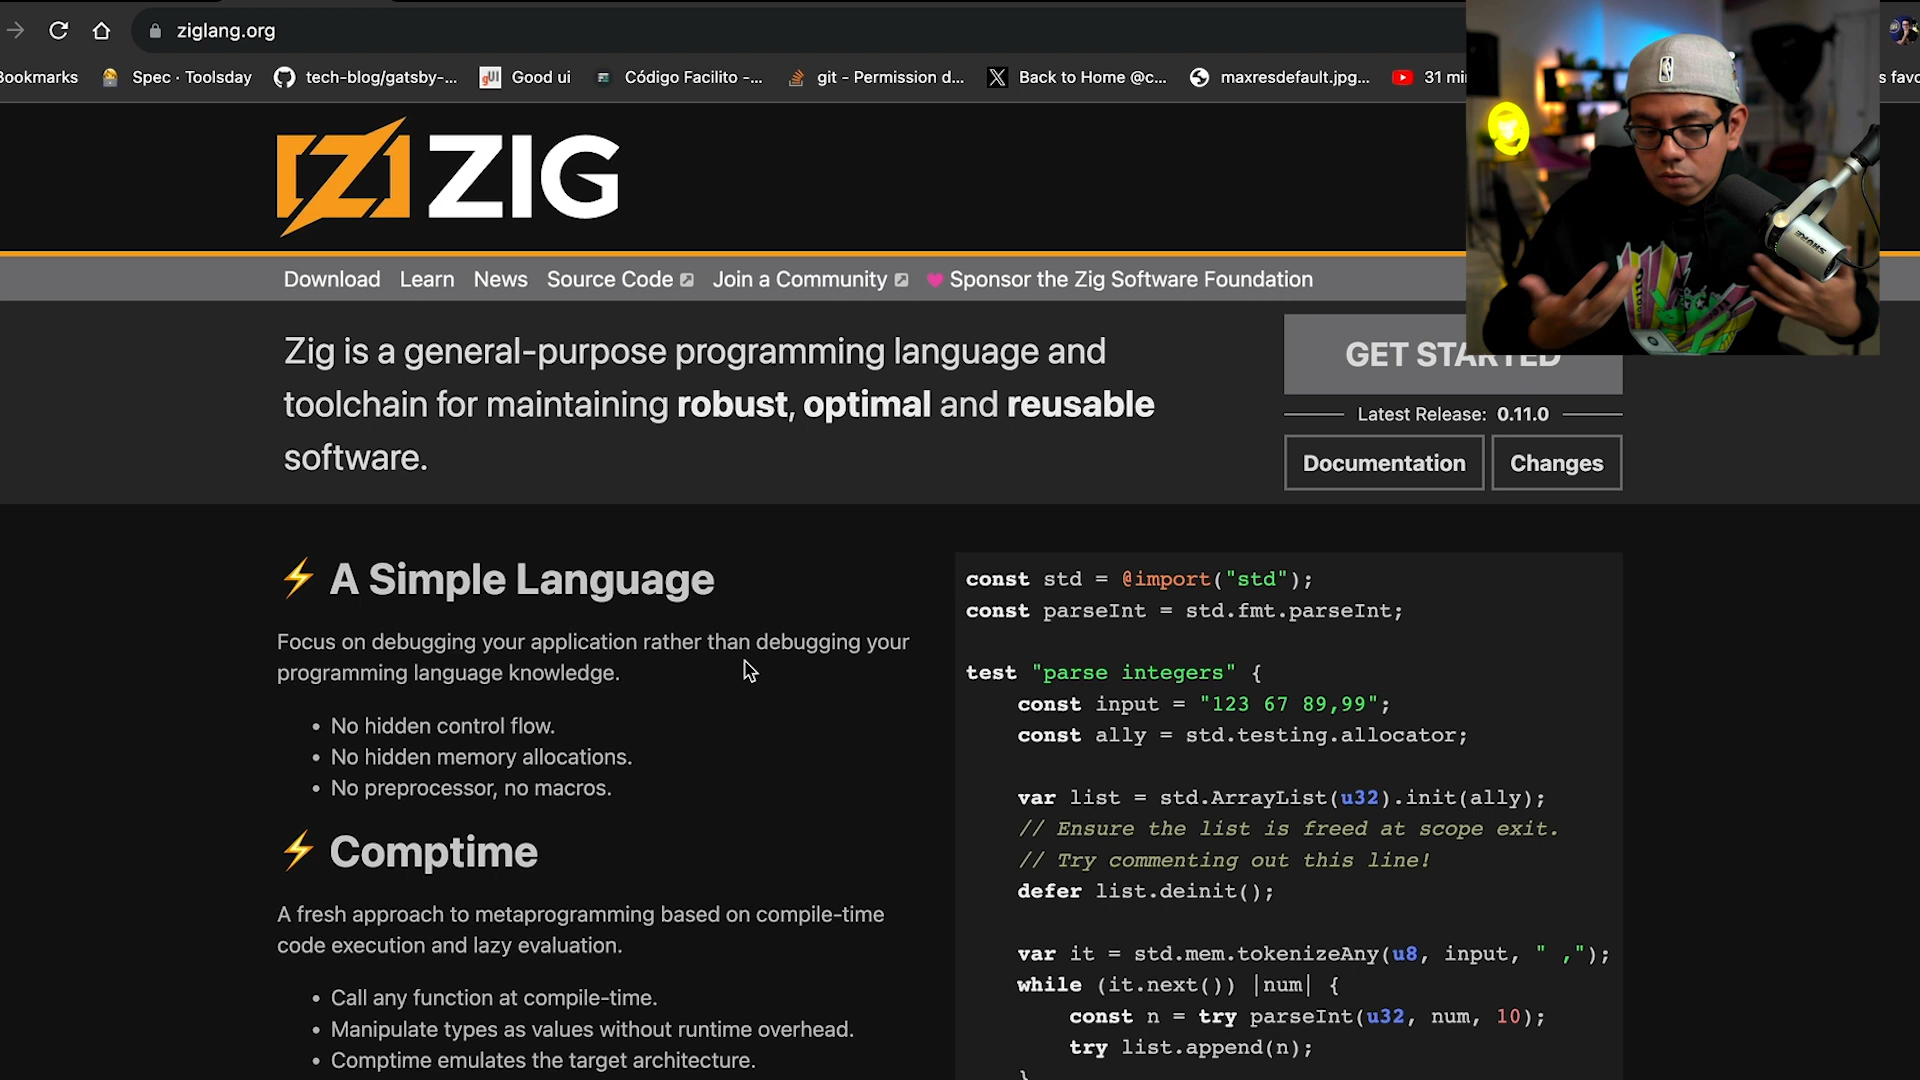 ziglang.org
Bookmarks
Spec · Toolsday
tech-blog/gatsby-...
gUI Good ui
Código Facilito -...
git - Permission d...
Back to Home @c...
maxresdefault.jpg...
31 mi
s favo
ZIG
Download Learn News Source Code Join a Community Sponsor the Zig Software Foundation
Zig is a general-purpose programming language and
toolchain for maintaining robust, optimal and reusable
software.
GET STARTED
Latest Release: 0.11.0
Documentation Changes
A Simple Language
Focus on debugging your application rather than debugging your
programming language knowledge.
• No hidden control flow.
• No hidden memory allocations.
• No preprocessor, no macros.
Comptime
A fresh approach to metaprogramming based on compile-time
code execution and lazy evaluation.
• Call any function at compile-time.
• Manipulate types as values without runtime overhead.
• Comptime emulates the target architecture.
const std = @import("std");
const parseInt = std.fmt.parseInt;
test "parse integers" {
const input = "123 67 89,99";
const ally = std.testing.allocator;
var list = std.ArrayList(u32).init(ally);
// Ensure the list is freed at scope exit.
// Try commenting out this line!
defer list.deinit();
var it = std.mem.tokenizeAny(u8, input, " ,");
while (it.next()) |num| {
const n = try parseInt(u32, num, 10);
try list.append(n);
}
SHURE